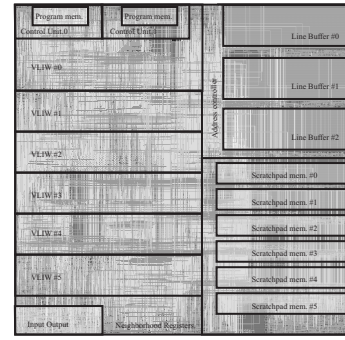 Program mem.
Program mem.
Control Unit.0
Control Unit.1
VLIW #0
VLIW #1
VLIW #2
VLIW #3
VLIW #4
VLIW #5
Input Output
Neighborhood Registers
Address controller
Line Buffer #0
Line Buffer #1
Line Buffer #2
Scratchpad mem. #0
Scratchpad mem. #1
Scratchpad mem. #2
Scratchpad mem. #3
Scratchpad mem. #4
Scratchpad mem. #5